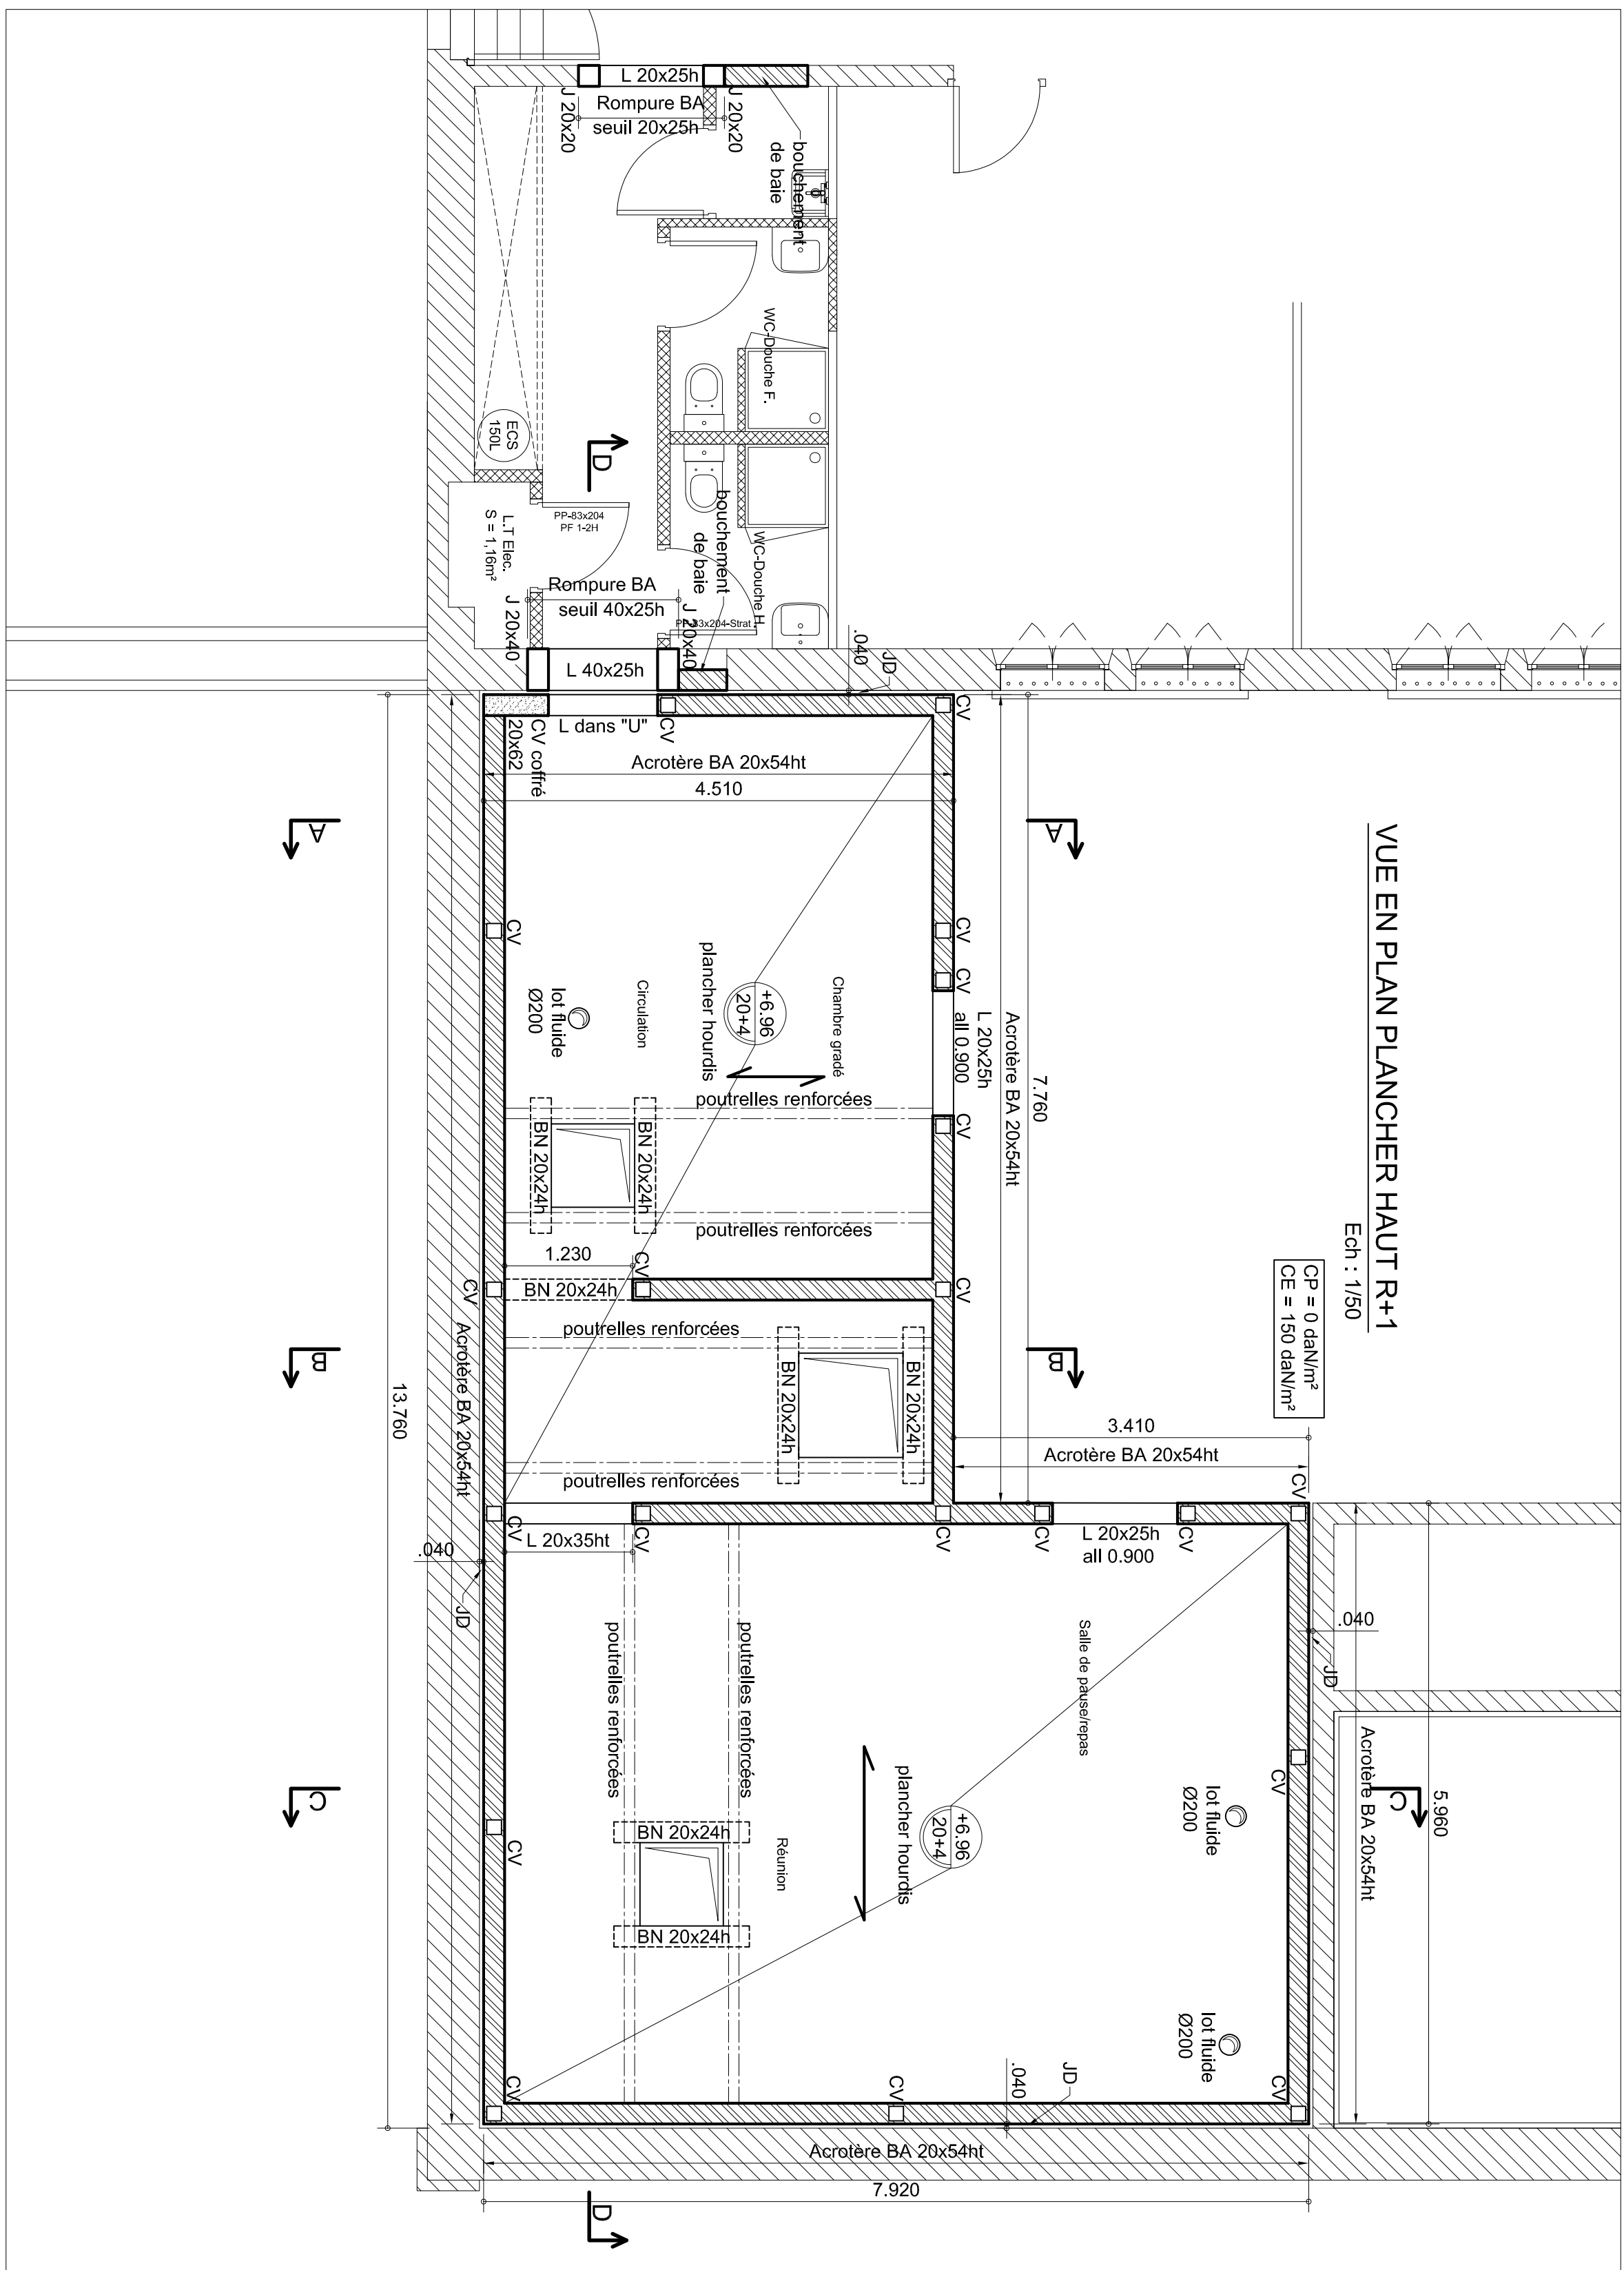 VUE EN PLAN PLANCHER HAUT R+1
Ech : 1/50
CP = 0 daN/m²
CE = 150 daN/m²
L 20x25h
Rompure BA
seuil 20x25h
J 20x20
J 20x20
bouchement
de baie
WC-Douche F.
ECS
150L
D
bouchement
de baie
WC-Douche H.
PP-83x204
PF 1-2H
L.T Elec.
S = 1,16m²
Rompure BA
seuil 40x25h
J 20x40
J 20x40
PP-83x204-Strat
L 40x25h
.040
JD
CV
CV
L dans "U"
CV coffré
20x62
Acrotère BA 20x54ht
4.510
A
A
CV
CV
CV
lot fluide
Ø200
Circulation
plancher hourdis
+6.96
20+4
Chambre gradé
L 20x25h
all 0.900
Acrotère BA 20x54ht
7.760
poutrelles renforcées
CV
BN 20x24h
BN 20x24h
poutrelles renforcées
1.230
CV
BN 20x24h
CV
CV
poutrelles renforcées
BN 20x24h
BN 20x24h
poutrelles renforcées
B
B
Acrotère BA 20x54ht
13.760
3.410
Acrotère BA 20x54ht
CV
CV
L 20x35ht
CV
CV
CV
L 20x25h
all 0.900
CV
.040
JD
.040
JD
poutrelles renforcées
poutrelles renforcées
Salle de pause/repas
Acrotère BA 20x54ht
5.960
C
C
CV
CV
lot fluide
Ø200
plancher hourdis
+6.96
20+4
BN 20x24h
Réunion
BN 20x24h
lot fluide
Ø200
CV
CV
CV
.040
JD
Acrotère BA 20x54ht
7.920
D